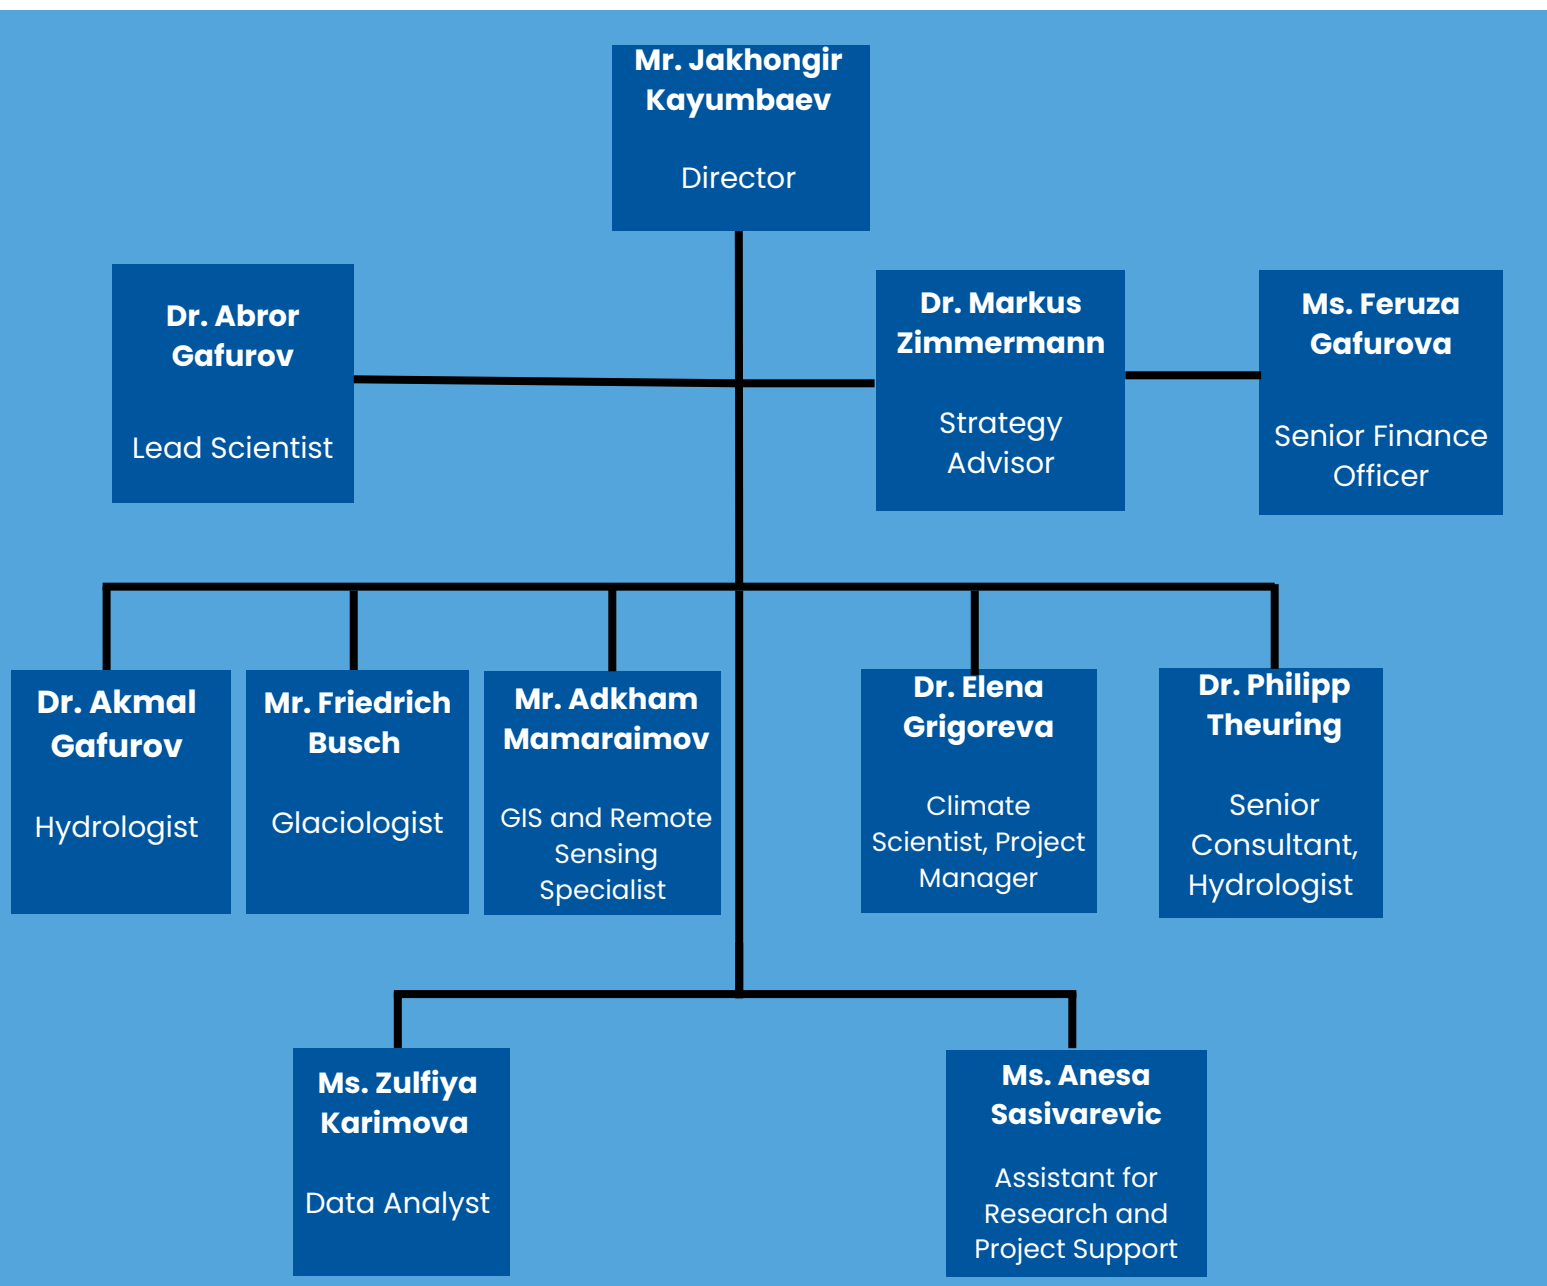 Mr. Jakhongir
Kayumbaev
Director
Dr. Abror
Gafurov
Lead Scientist
Dr. Markus
Zimmermann
Strategy
Advisor
Ms. Feruza
Gafurova
Senior Finance
Officer
Dr. Akmal
Gafurov
Hydrologist
Mr. Friedrich
Busch
Glaciologist
Mr. Adkham
Mamaraimov
GIS and Remote
Sensing
Specialist
Dr. Elena
Grigoreva
Climate
Scientist, Project
Manager
Dr. Philipp
Theuring
Senior
Consultant,
Hydrologist
Ms. Zulfiya
Karimova
Data Analyst
Ms. Anesa
Sasivarevic
Assistant for
Research and
Project Support